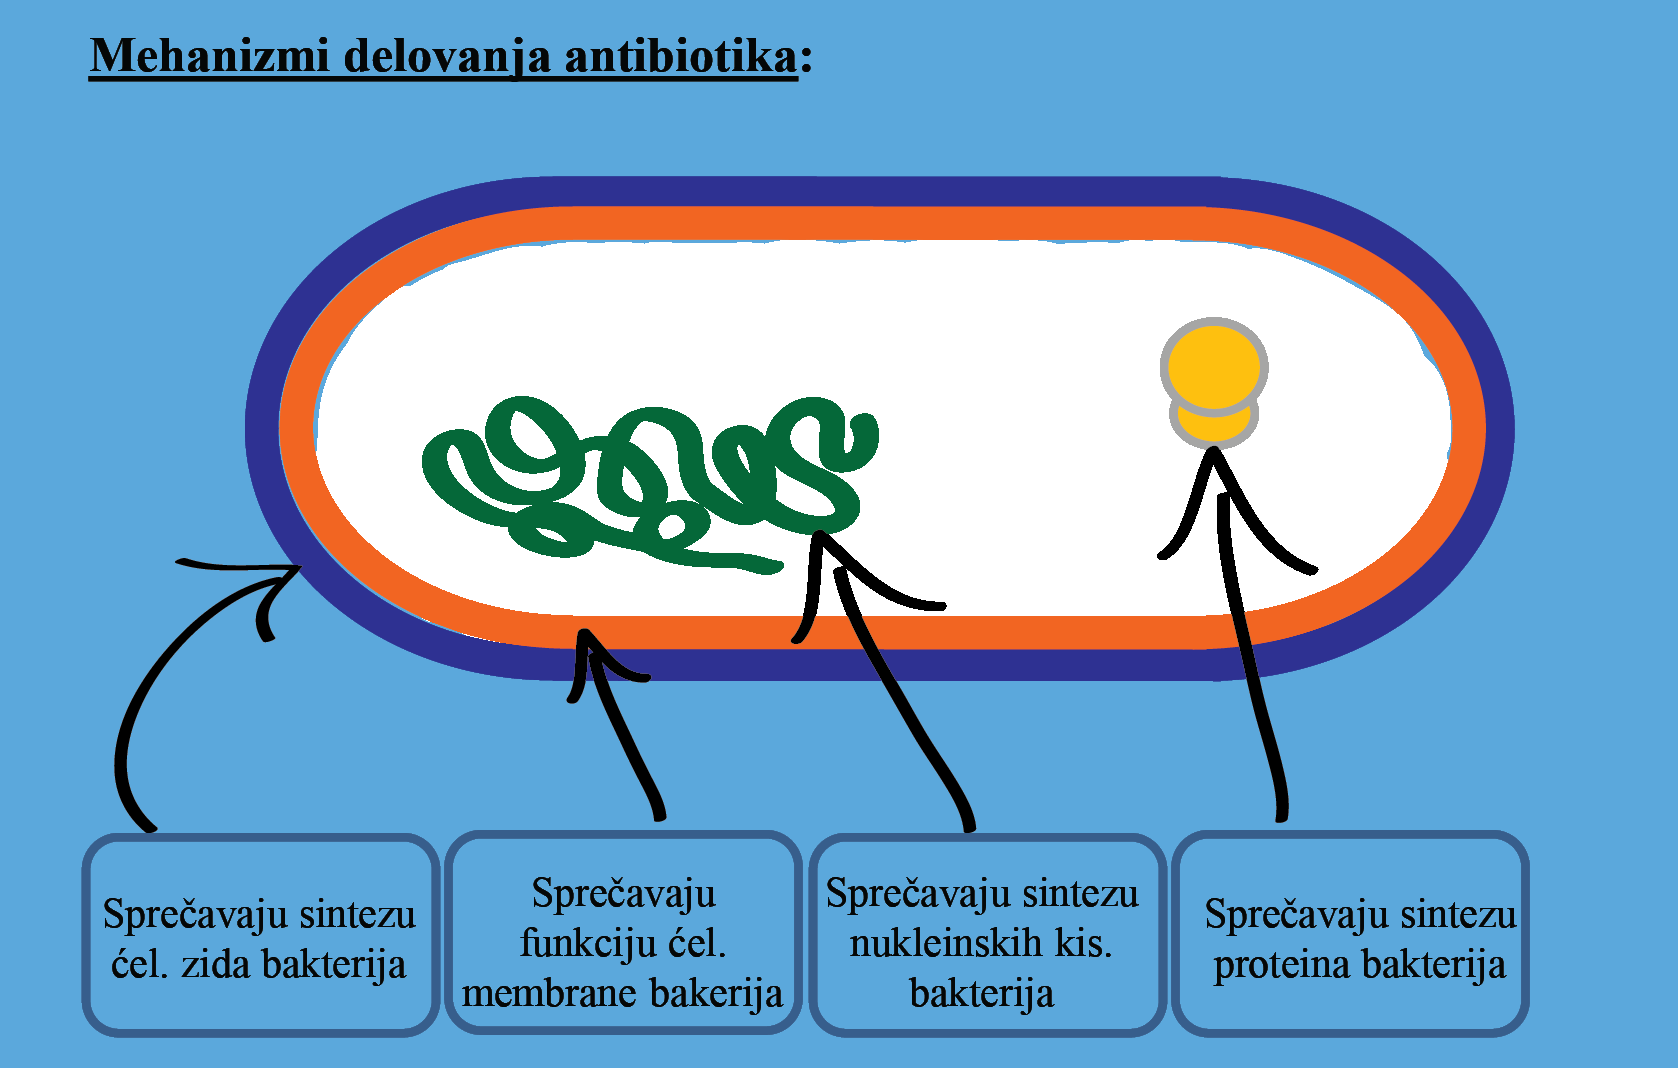 Mehanizmi delovanja antibiotika:
Sprečavaju sintezu
ćel. zida bakterija
Sprečavaju
funkciju ćel.
membrane bakerija
Sprečavaju sintezu
nukleinskih kis.
bakterija
Sprečavaju sintezu
proteina bakterija